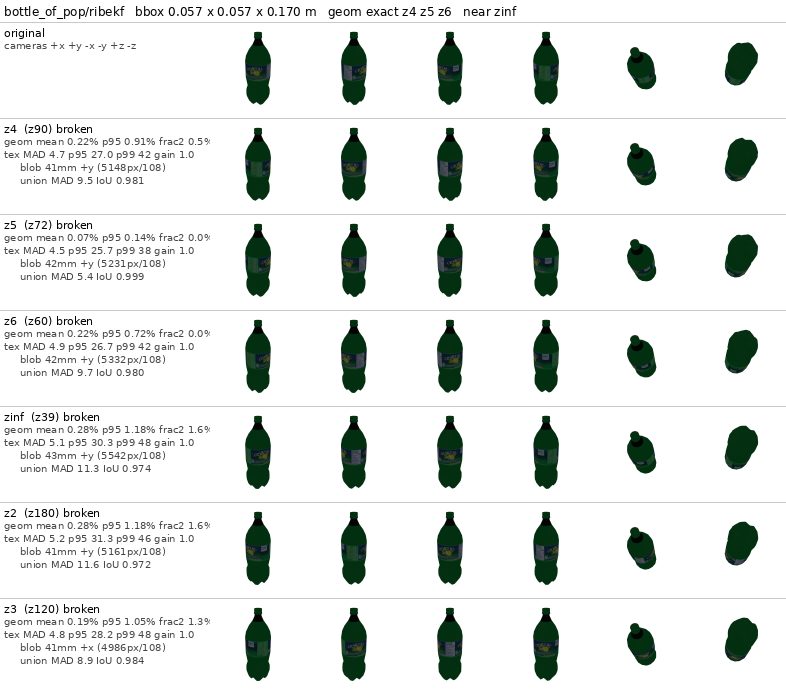 bottle_of_pop/ribekf   bbox 0.057 x 0.057 x 0.170 m   geom exact z4 z5 z6   near zinf
original
cameras +x +y -x -y +z -z
z4  (z90) broken
geom mean 0.22% p95 0.91% frac2 0.5%
tex MAD 4.7 p95 27.0 p99 42 gain 1.0
blob 41mm +y (5148px/108)
union MAD 9.5 IoU 0.981
z5  (z72) broken
geom mean 0.07% p95 0.14% frac2 0.0%
tex MAD 4.5 p95 25.7 p99 38 gain 1.0
blob 42mm +y (5231px/108)
union MAD 5.4 IoU 0.999
z6  (z60) broken
geom mean 0.22% p95 0.72% frac2 0.0%
tex MAD 4.9 p95 26.7 p99 42 gain 1.0
blob 42mm +y (5332px/108)
union MAD 9.7 IoU 0.980
zinf  (z39) broken
geom mean 0.28% p95 1.18% frac2 1.6%
tex MAD 5.1 p95 30.3 p99 48 gain 1.0
blob 43mm +y (5542px/108)
union MAD 11.3 IoU 0.974
z2  (z180) broken
geom mean 0.28% p95 1.18% frac2 1.6%
tex MAD 5.2 p95 31.3 p99 46 gain 1.0
blob 41mm +y (5161px/108)
union MAD 11.6 IoU 0.972
z3  (z120) broken
geom mean 0.19% p95 1.05% frac2 1.3%
tex MAD 4.8 p95 28.2 p99 48 gain 1.0
blob 41mm +x (4986px/108)
union MAD 8.9 IoU 0.984